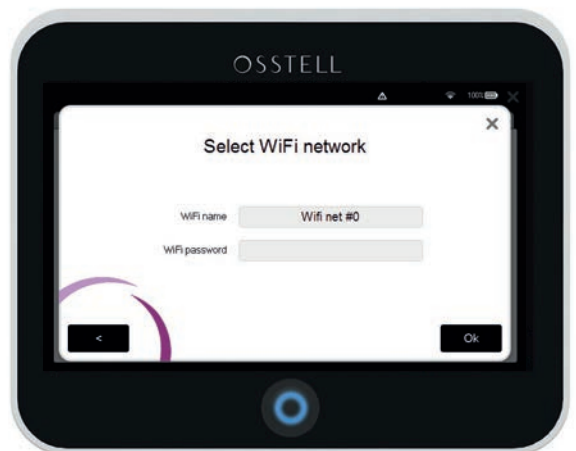 OSSTELL
100%
Select WiFi network
WiFi name Wifi net #0
WiFi password
< Ok